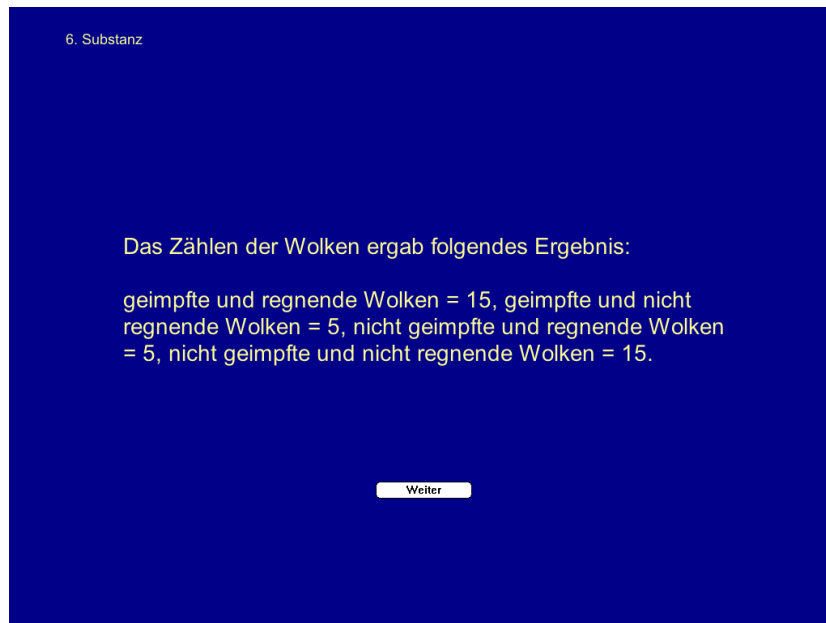 6. Substanz
Das Zählen der Wolken ergab folgendes Ergebnis:
geimpfte und regnende Wolken = 15, geimpfte und nicht
regnende Wolken = 5, nicht geimpfte und regnende Wolken
= 5, nicht geimpfte und nicht regnende Wolken = 15.
Weiter